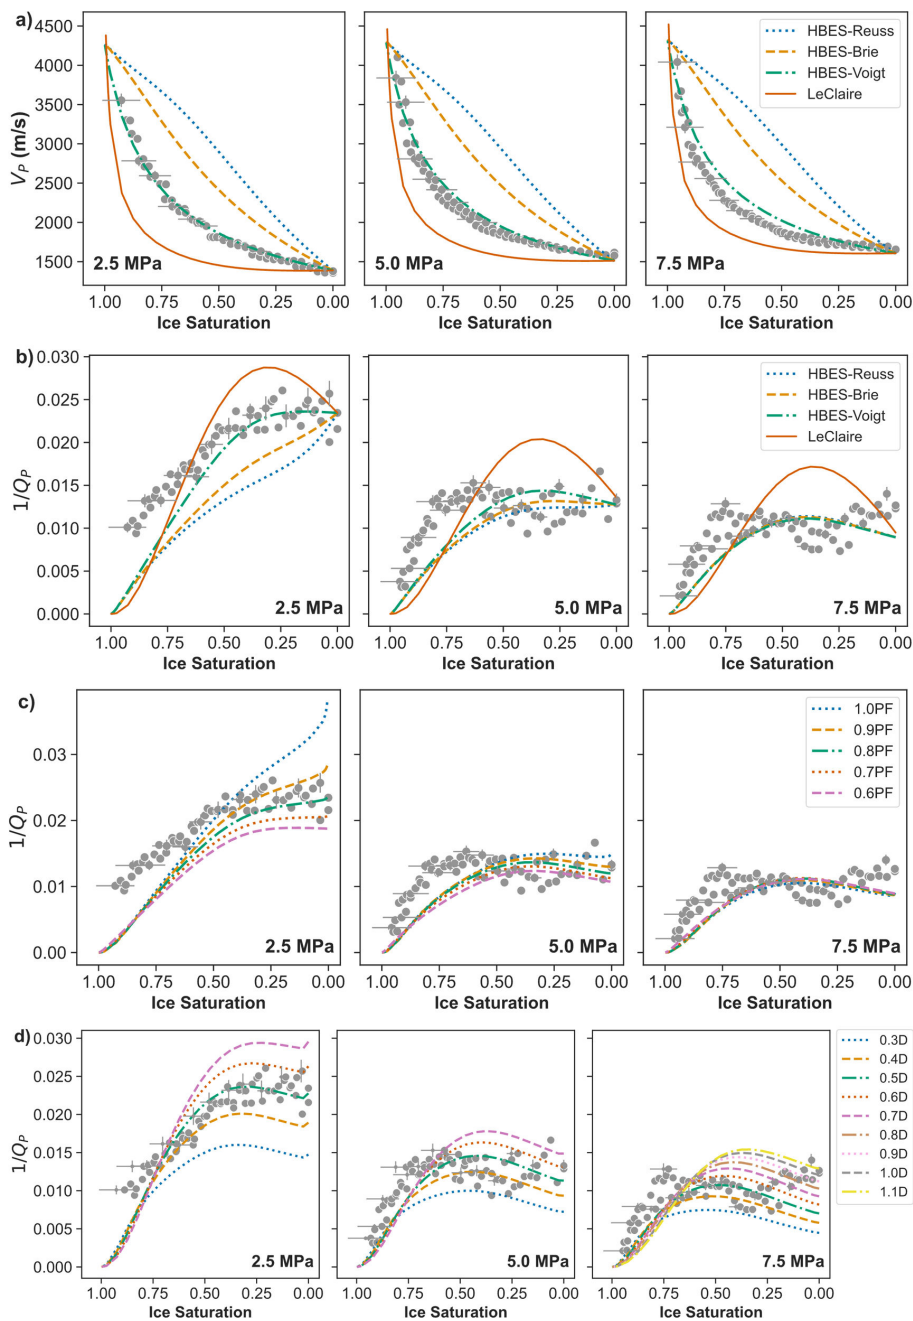 a)
V_P (m/s)
4500
4000
3500
3000
2500
2000
1500
HBES-Reuss
HBES-Brie
HBES-Voigt
LeClaire
2.5 MPa 5.0 MPa 7.5 MPa
1.00 0.75 0.50 0.25 0.00 1.00 0.75 0.50 0.25 0.00 1.00 0.75 0.50 0.25 0.00
Ice Saturation Ice Saturation Ice Saturation
b)
1/Q_P
0.030
0.025
0.020
0.015
0.010
0.005
0.000
HBES-Reuss
HBES-Brie
HBES-Voigt
LeClaire
2.5 MPa 5.0 MPa 7.5 MPa
1.00 0.75 0.50 0.25 0.00 1.00 0.75 0.50 0.25 0.00 1.00 0.75 0.50 0.25 0.00
Ice Saturation Ice Saturation Ice Saturation
c)
1/Q_P
0.03
0.02
0.01
0.00
1.0PF
0.9PF
0.8PF
0.7PF
0.6PF
2.5 MPa 5.0 MPa 7.5 MPa
1.00 0.75 0.50 0.25 0.00 1.00 0.75 0.50 0.25 0.00 1.00 0.75 0.50 0.25 0.00
Ice Saturation Ice Saturation Ice Saturation
d)
1/Q_P
0.030
0.025
0.020
0.015
0.010
0.005
0.000
0.3D
0.4D
0.5D
0.6D
0.7D
0.8D
0.9D
1.0D
1.1D
2.5 MPa 5.0 MPa 7.5 MPa
1.00 0.75 0.50 0.25 0.00 1.00 0.75 0.50 0.25 0.00 1.00 0.75 0.50 0.25 0.00
Ice Saturation Ice Saturation Ice Saturation